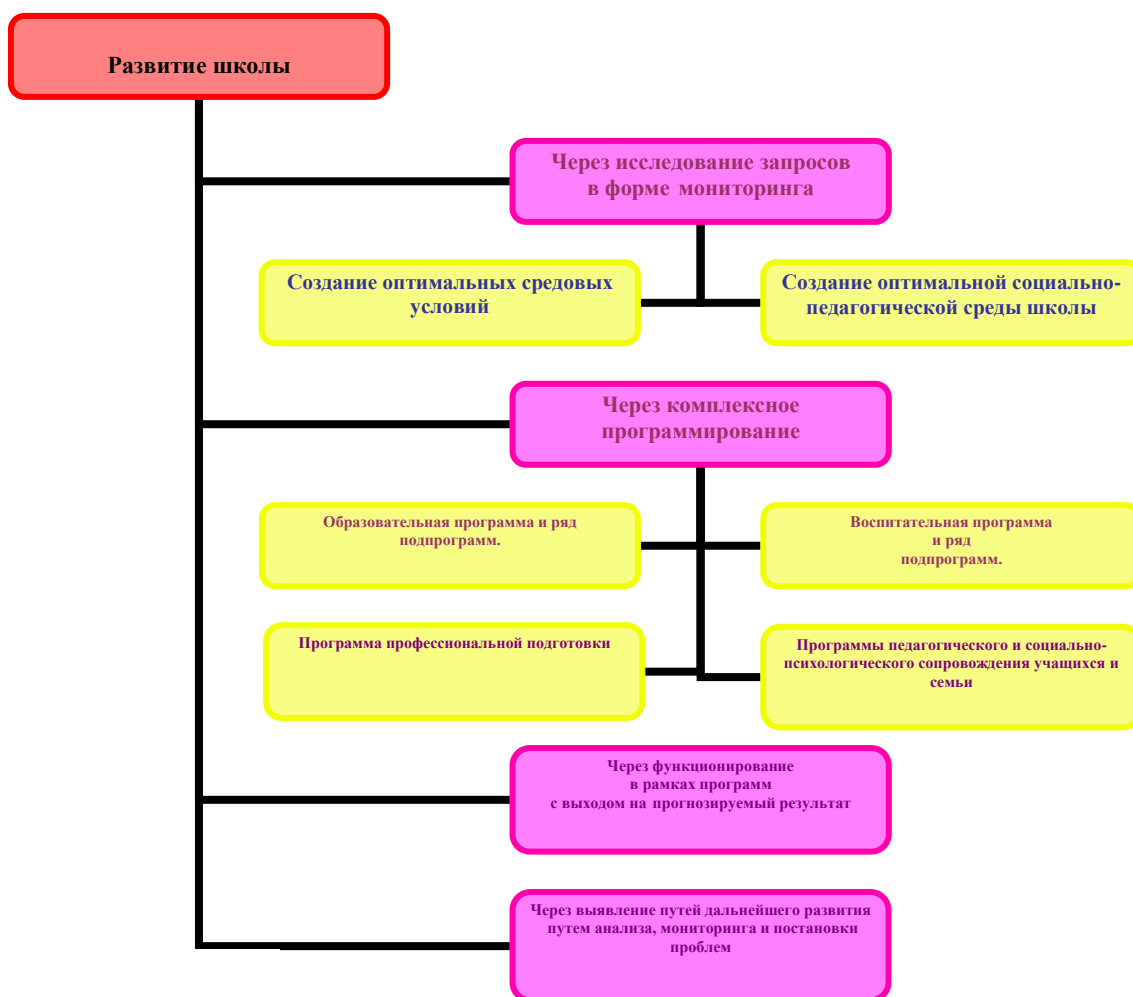 Развитие школы
Через исследование запросов
в форме мониторинга
Создание оптимальных средовых
условий
Создание оптимальной социально-
педагогической среды школы
Через комплексное
программирование
Образовательная программа и ряд
подпрограмм.
Воспитательная программа
и ряд
подпрограмм.
Программа профессиональной подготовки
Программы педагогического и социально-
психологического сопровождения учащихся и
семьи
Через функционирование
в рамках программ
с выходом на прогнозируемый результат
Через выявление путей дальнейшего развития
путем анализа, мониторинга и постановки
проблем